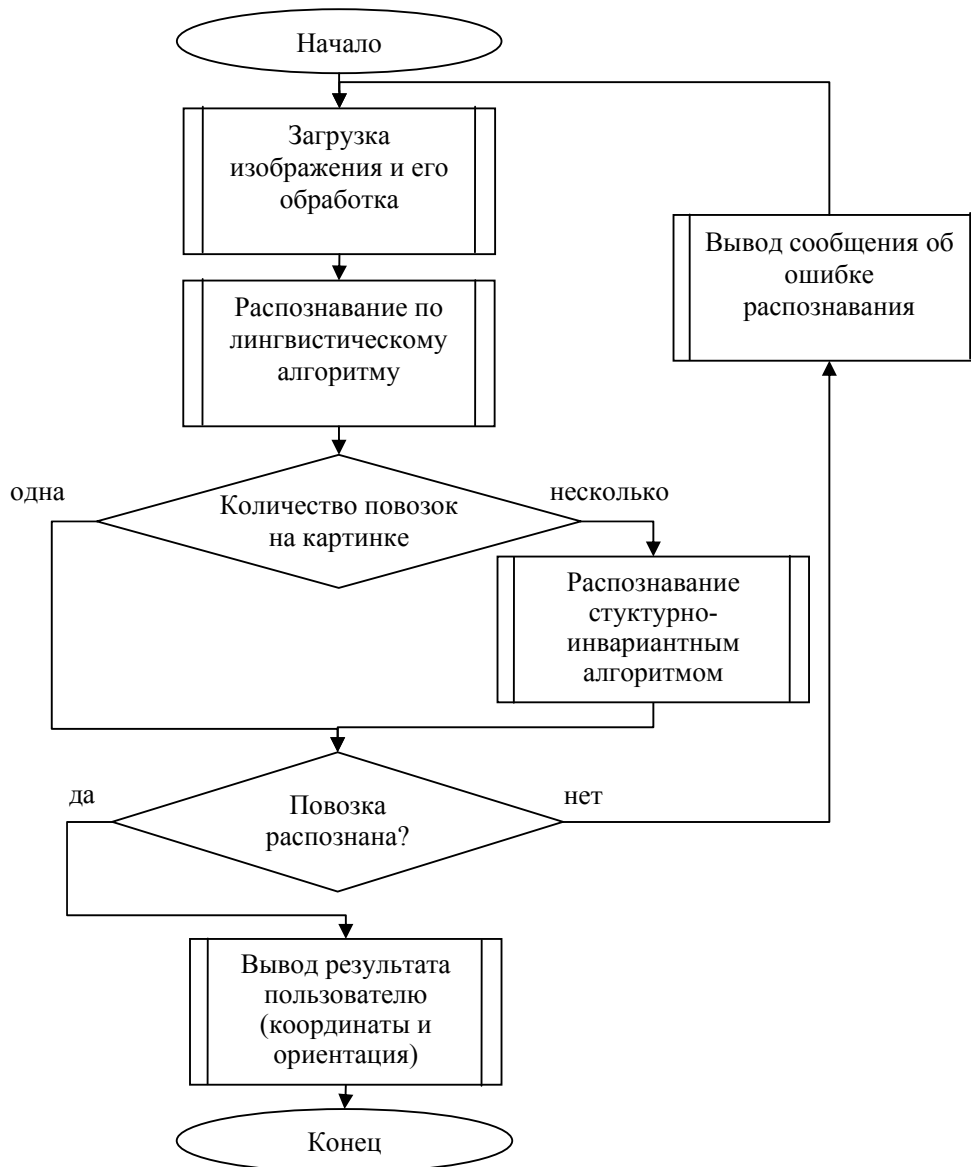 Начало
Загрузка
изображения и его
обработка
Вывод сообщения об
ошибке
распознавания
Распознавание по
лингвистическому
алгоритму
одна
Количество повозок
на картинке
несколько
Распознавание
стуктурно-
инвариантным
алгоритмом
да
Повозка
распознана?
нет
Вывод результата
пользователю
(координаты и
ориентация)
Конец